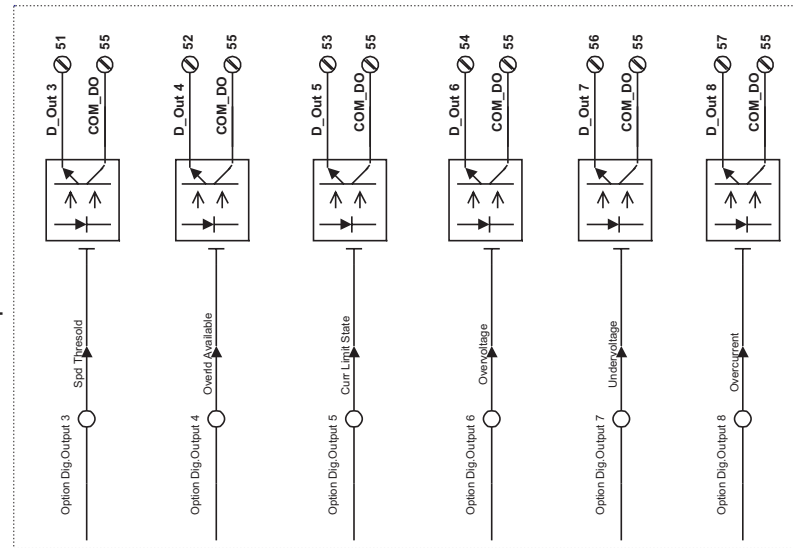 51
55
D_Out 3
COM_DO
Spd Thresold
Option Dig.Output 3
52
55
D_Out 4
COM_DO
Overld Available
Option Dig.Output 4
53
55
D_Out 5
COM_DO
Curr Limit State
Option Dig.Output 5
54
55
D_Out 6
COM_DO
Overvoltage
Option Dig.Output 6
56
55
D_Out 7
COM_DO
Undervoltage
Option Dig.Output 7
57
55
D_Out 8
COM_DO
Overcurrent
Option Dig.Output 8